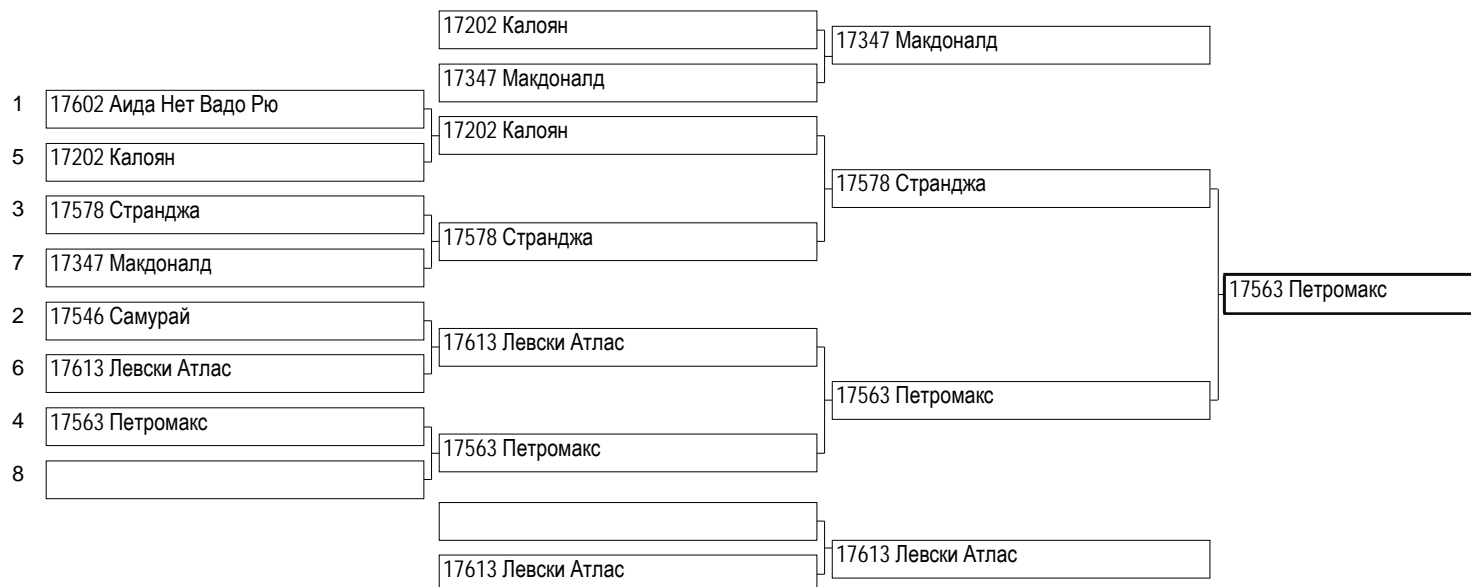 17202 Калоян
17347 Макдоналд
17347 Макдоналд
1 17602 Аида Нет Вадо Рю
5 17202 Калоян
3 17578 Странджа
7 17347 Макдоналд
2 17546 Самурай
6 17613 Левски Атлас
4 17563 Петромакс
8
17202 Калоян
17578 Странджа
17613 Левски Атлас
17563 Петромакс
17578 Странджа
17563 Петромакс
17563 Петромакс
17613 Левски Атлас
17613 Левски Атлас